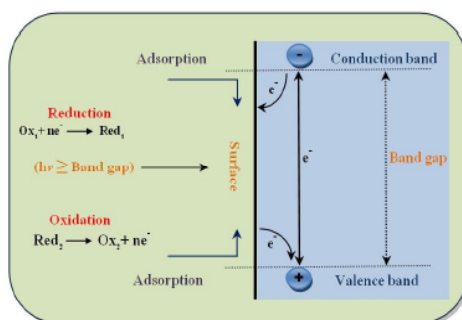 Adsorption
Conduction band
Reduction
Ox₁+ ne⁻ → Red₁
(hν ≥ Band gap)
Surface
e⁻
e⁻
Band gap
Oxidation
Red₂ → Ox₂+ ne⁻
e⁻
Adsorption
Valence band
-
+